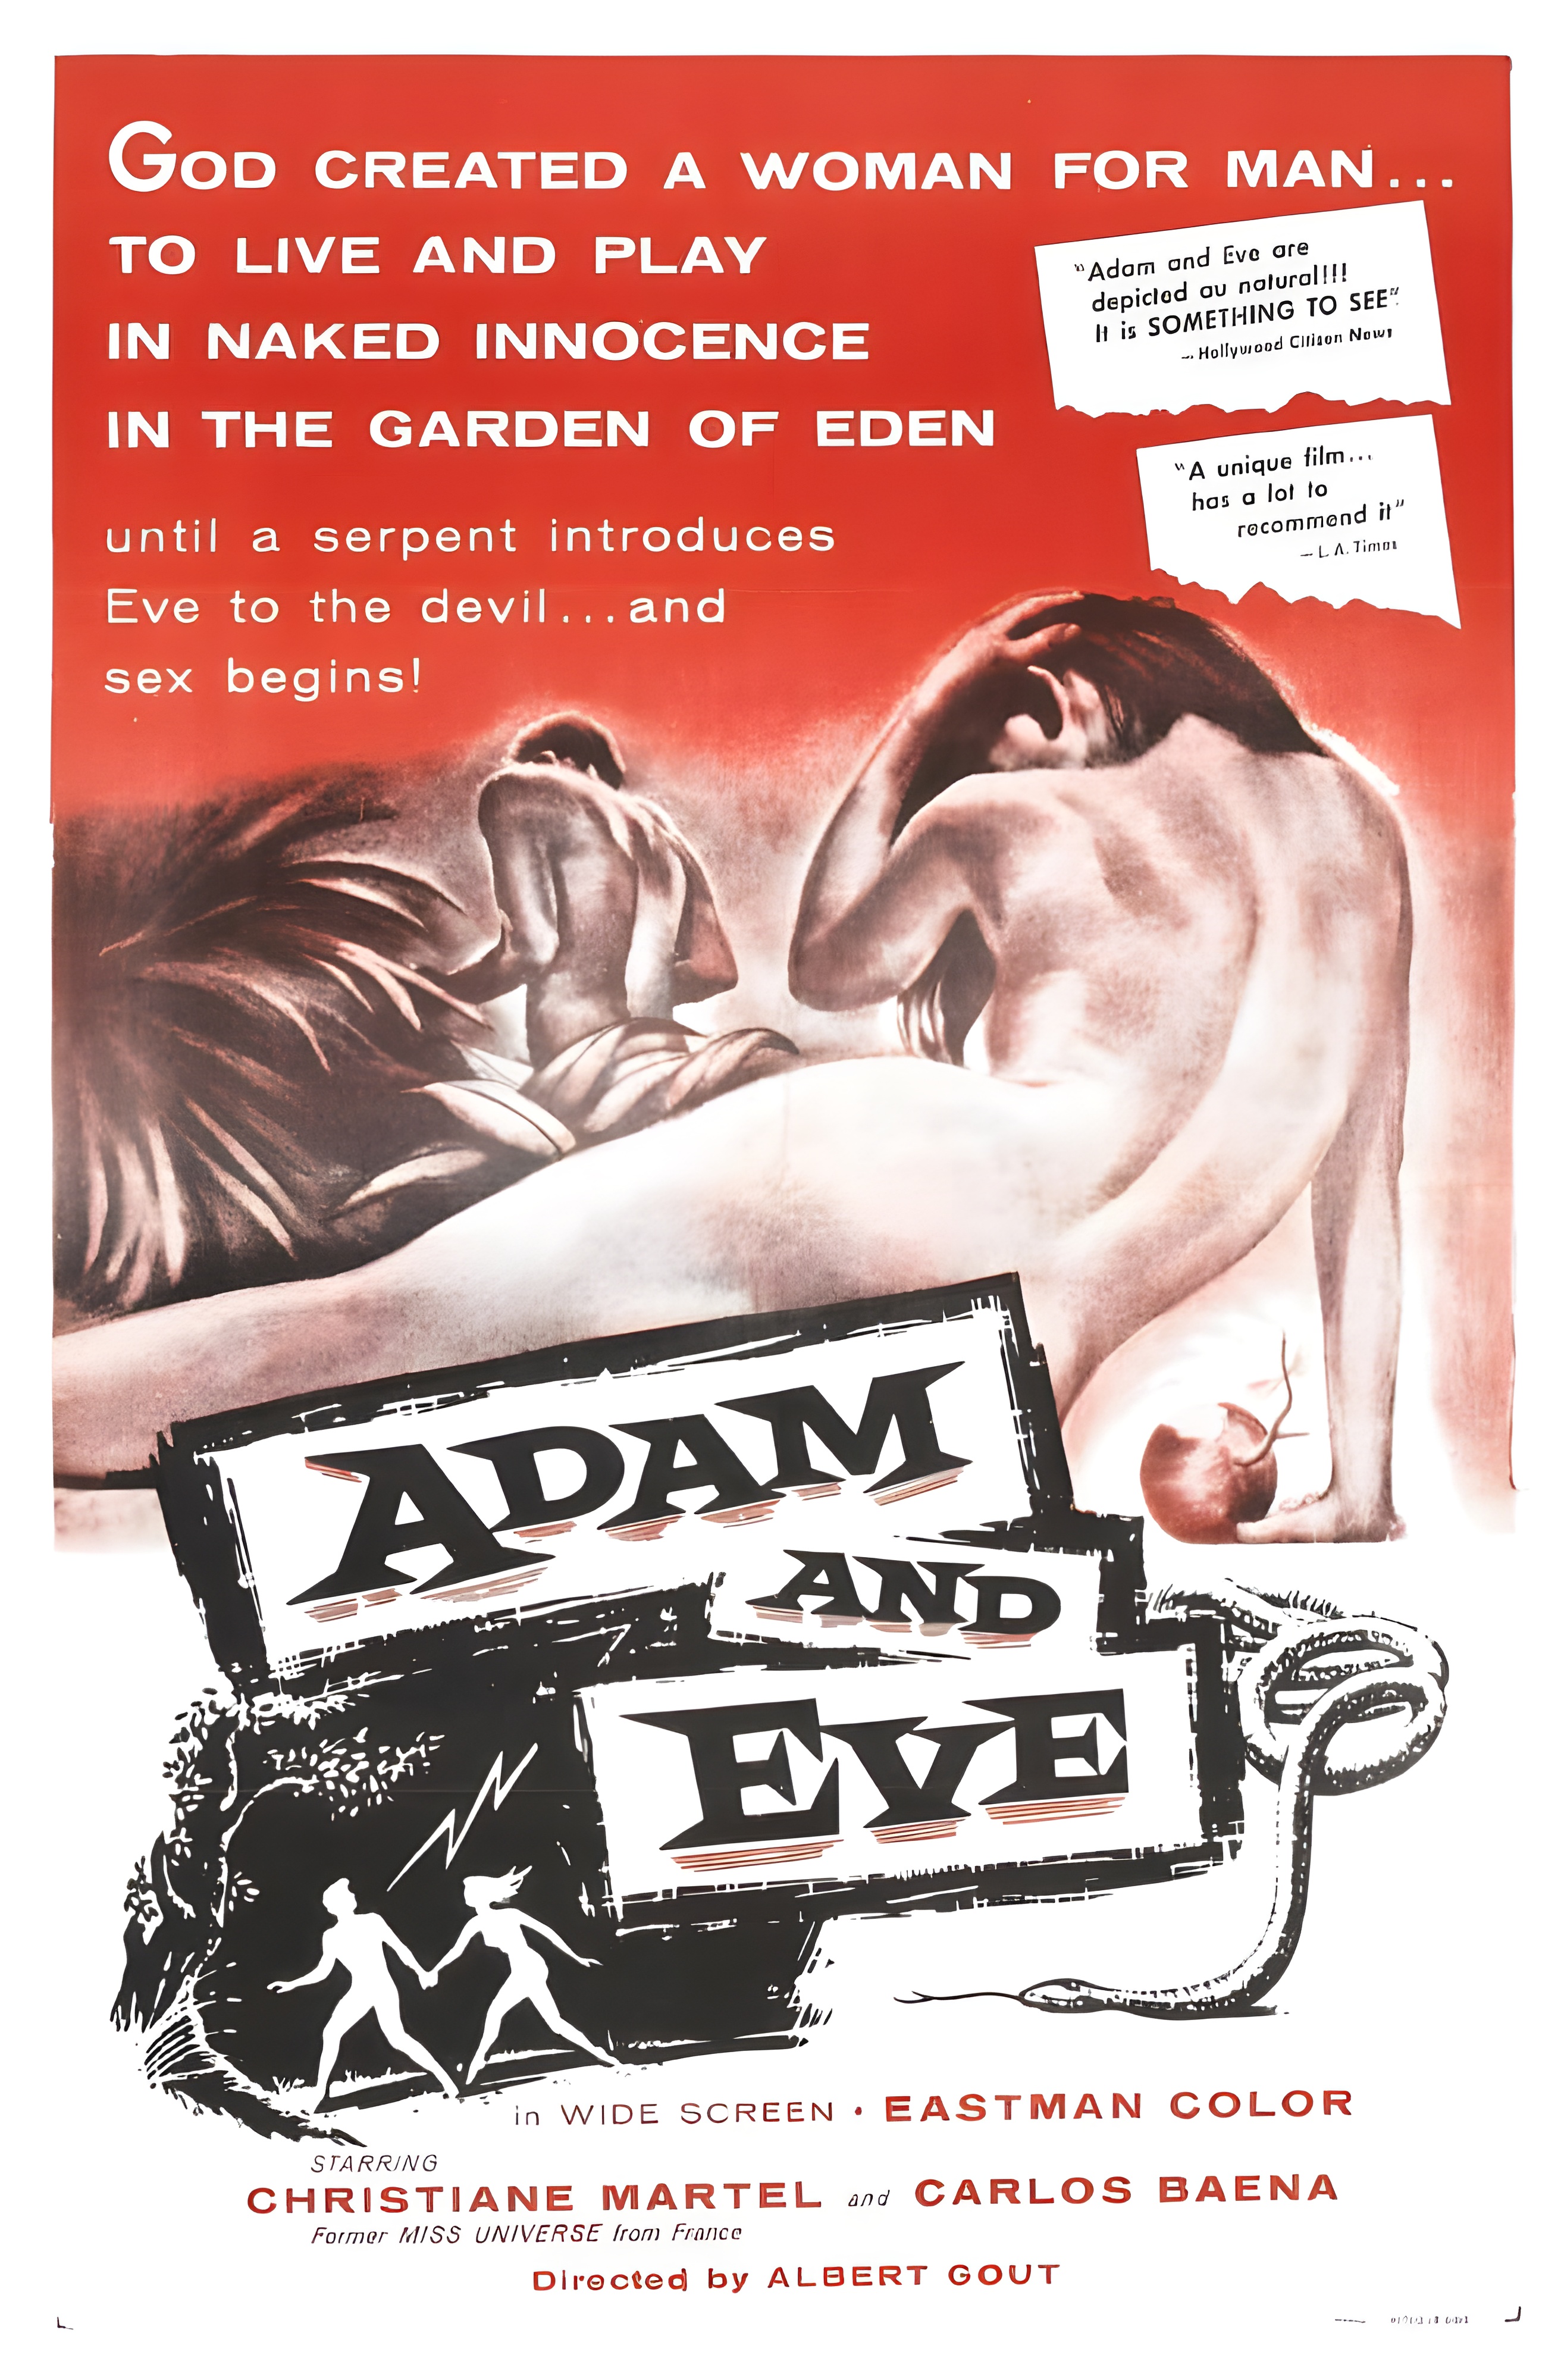 GOD CREATED A WOMAN FOR MAN...
TO LIVE AND PLAY
IN NAKED INNOCENCE
IN THE GARDEN OF EDEN
until a serpent introduces
Eve to the devil...and
sex begins!
"Adam and Eve are
depicted au natural!!!
It is SOMETHING TO SEE".
—Hollywood Citizen News
"A unique film...
has a lot to
recommend it"
—L.A. Times
ADAM
AND
EVE
in WIDE SCREEN • EASTMAN COLOR
STARRING
CHRISTIANE MARTEL and CARLOS BAENA
Former MISS UNIVERSE from France
Directed by ALBERT GOUT